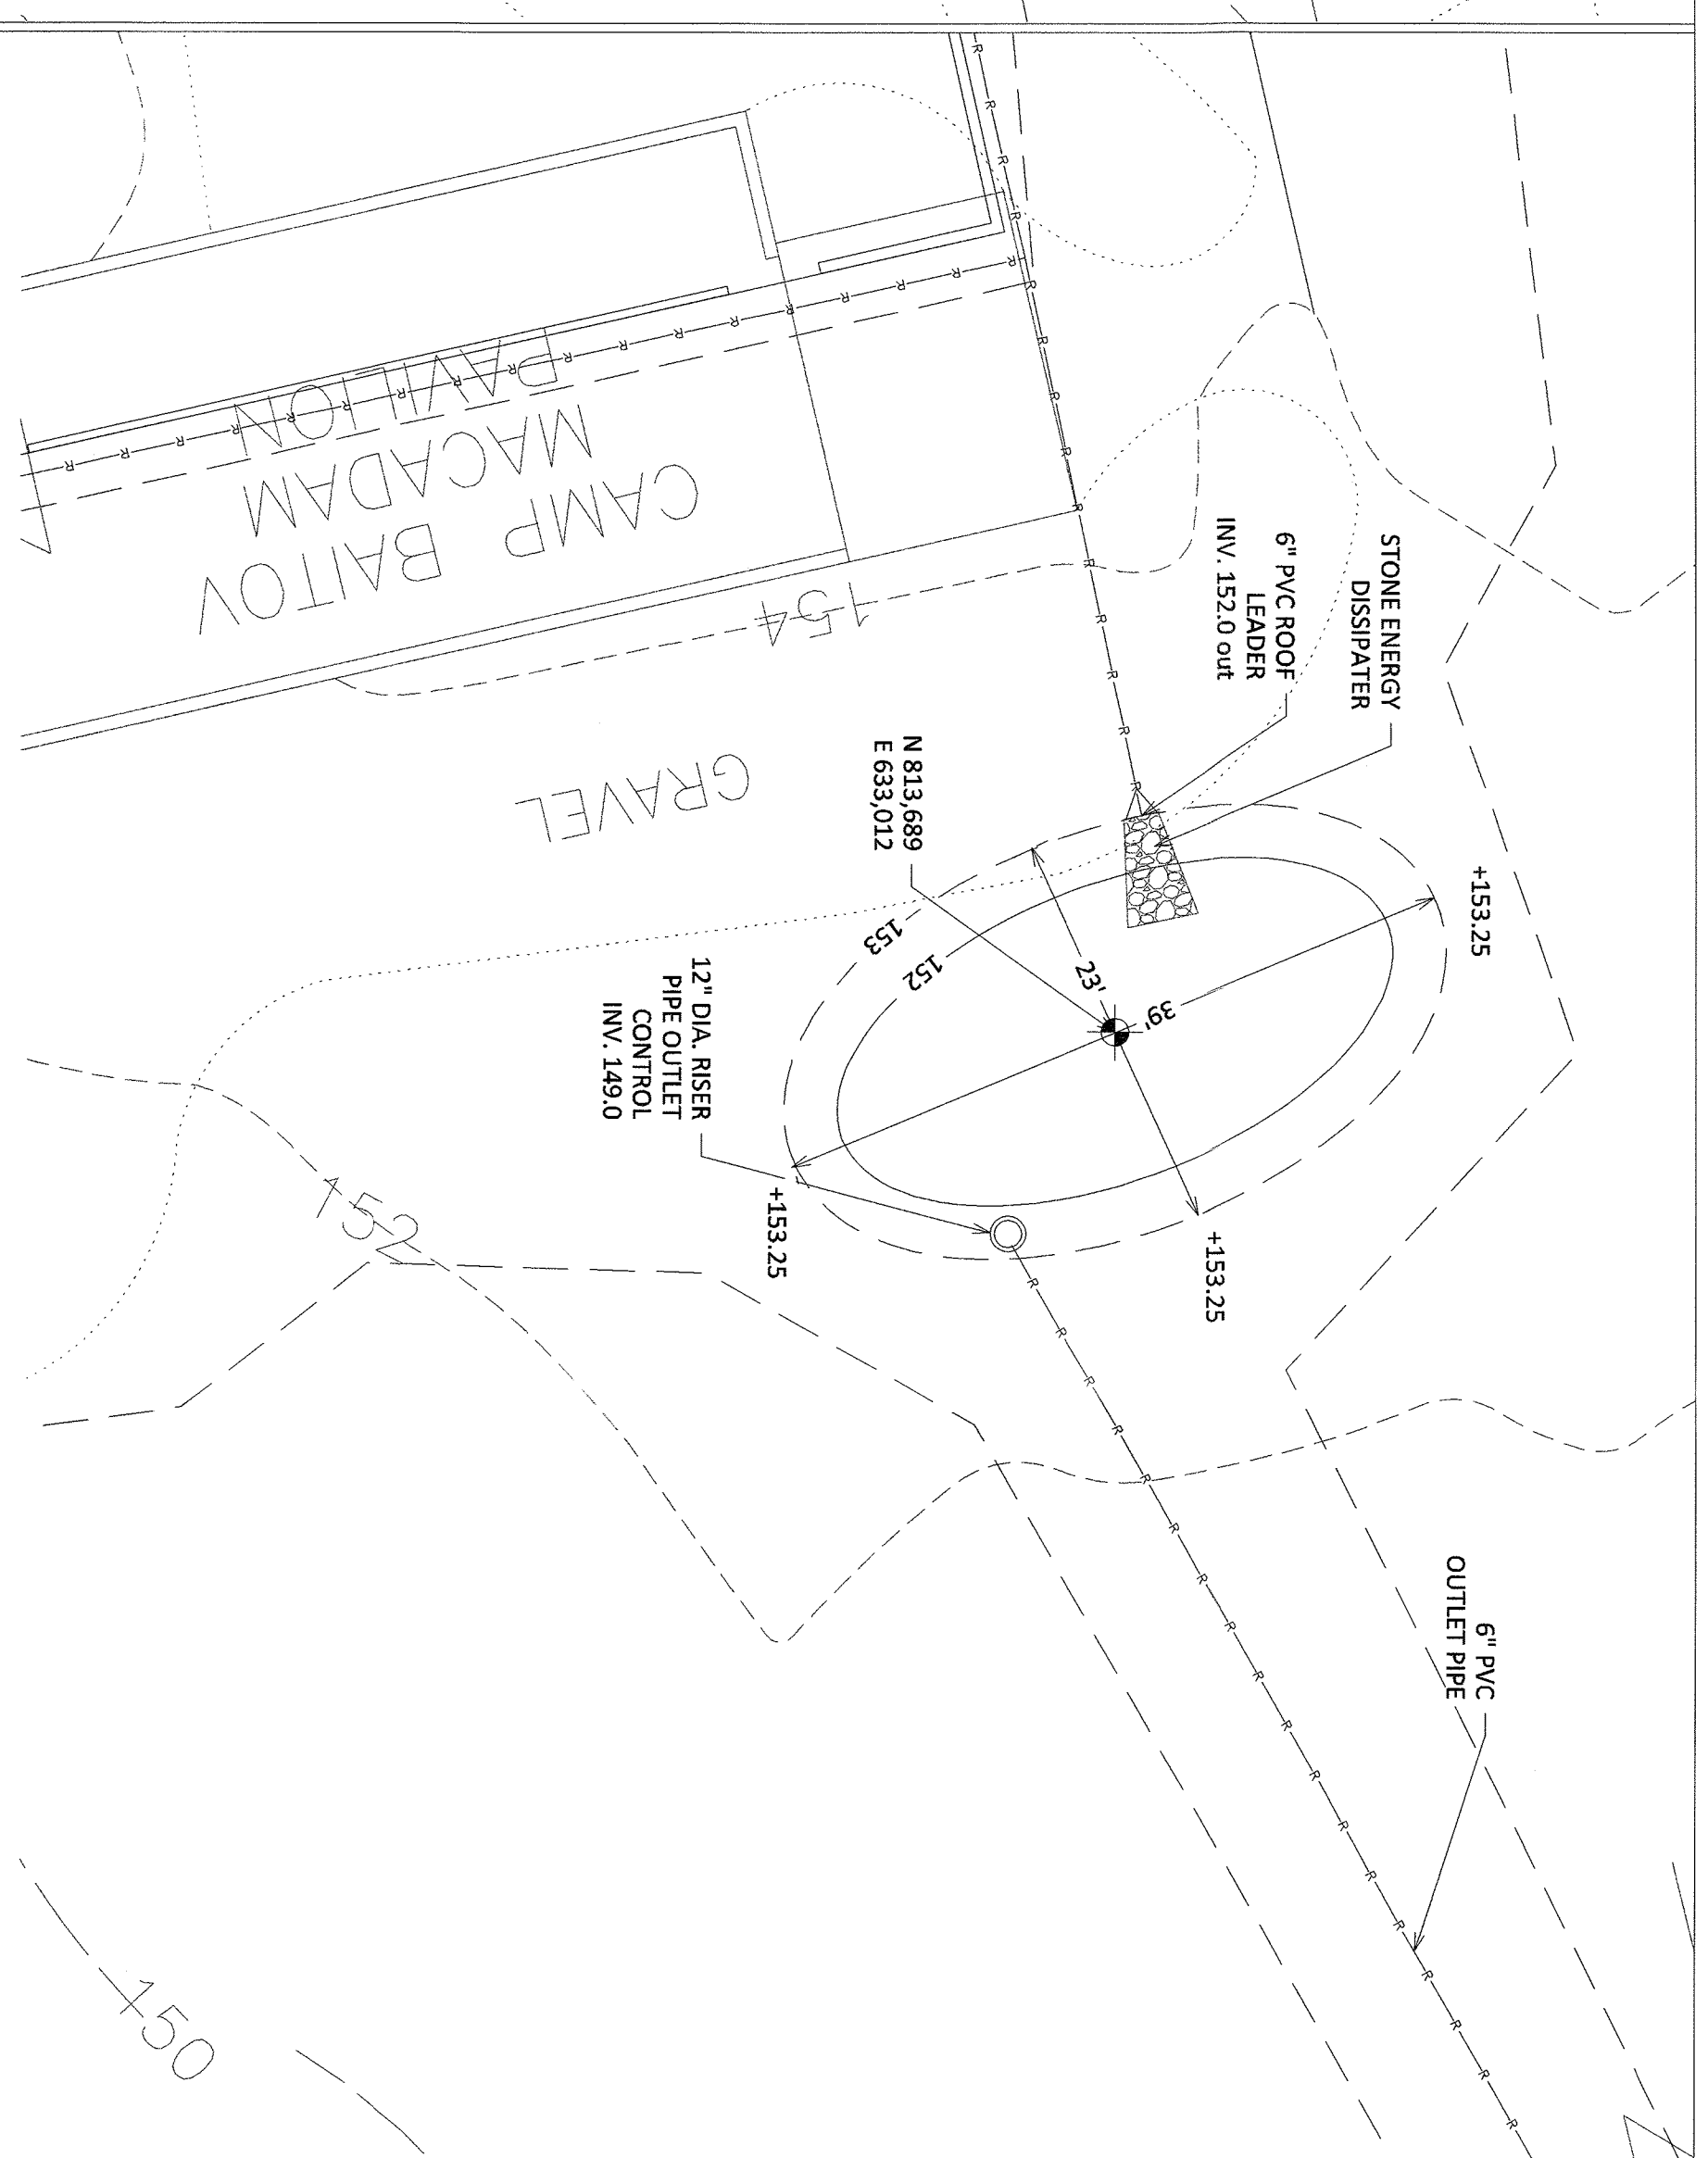 STONE ENERGY
DISSIPATER
6" PVC ROOF
LEADER
INV. 152.0 out
N 813,689
E 633,012
+153.25
23'
39'
153
152
12" DIA. RISER
PIPE OUTLET
CONTROL
INV. 149.0
+153.25
+153.25
6" PVC
OUTLET PIPE
CAMP BAITOV
MACADAM
PAVILION
154
GRAVEL
152
150
R R R R R R R R R R R R R R
R R R R R R R R R R R R R R R R R R
R R R R R R R R R R R R R R R R R R